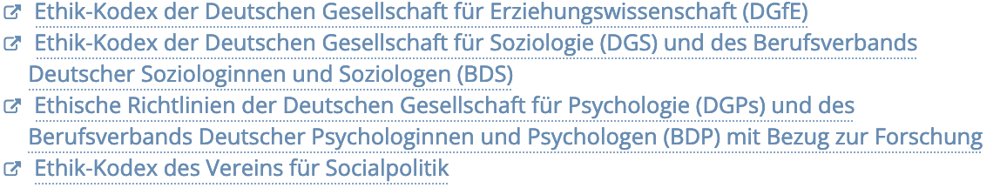 Ethik-Kodex der Deutschen Gesellschaft für Erziehungswissenschaft (DGfE)
Ethik-Kodex der Deutschen Gesellschaft für Soziologie (DGS) und des Berufsverbands
Deutscher Soziologinnen und Soziologen (BDS)
Ethische Richtlinien der Deutschen Gesellschaft für Psychologie (DGPs) und des
Berufsverbands Deutscher Psychologinnen und Psychologen (BDP) mit Bezug zur Forschung
Ethik-Kodex des Vereins für Socialpolitik